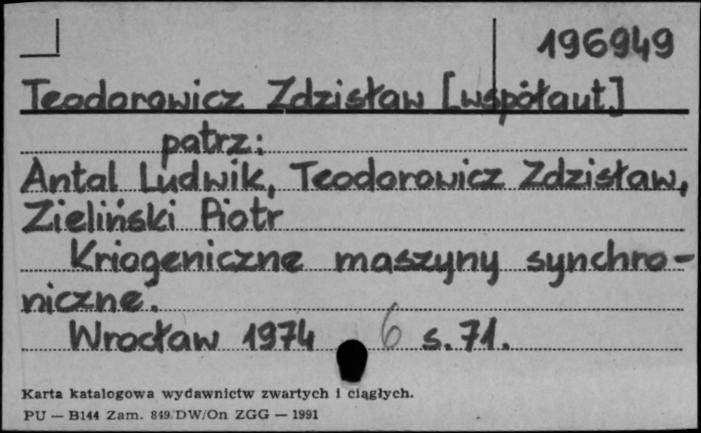 196949
Teodorowicz Zdzisław [współaut.]
patrz:
Antal Ludwik, Teodorowicz Zdzisław,
Zieliński Piotr
Kriogeniczne maszyny synchro-
niczne.
Wrocław 1974 6 s. 71.
Karta katalogowa wydawnictw zwartych i ciągłych.
PU — B144 Zam. 849/DW/On ZGG — 1991